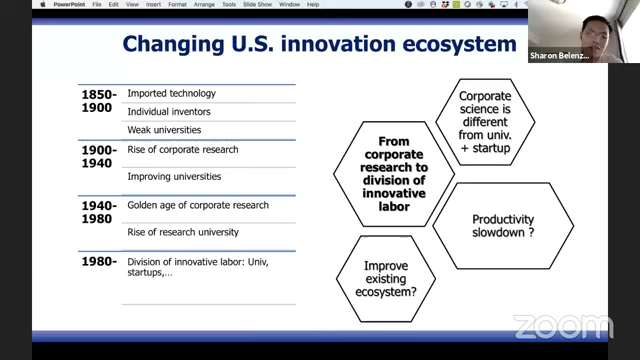 PowerPoint File Edit View Insert Format Arrange Tools Slide Show Window Help
Changing U.S. innovation ecosystem
Sharon Belenz...
1850-
1900
Imported technology
Individual inventors
Weak universities
1900-
1940
Rise of corporate research
Improving universities
1940-
1980
Golden age of corporate research
Rise of research university
1980-
Division of innovative labor: Univ,
startups,...
From
corporate
research to
division of
innovative
labor
Corporate
science is
different
from univ.
+ startup
Productivity
slowdown ?
Improve
existing
ecosystem?
zoom